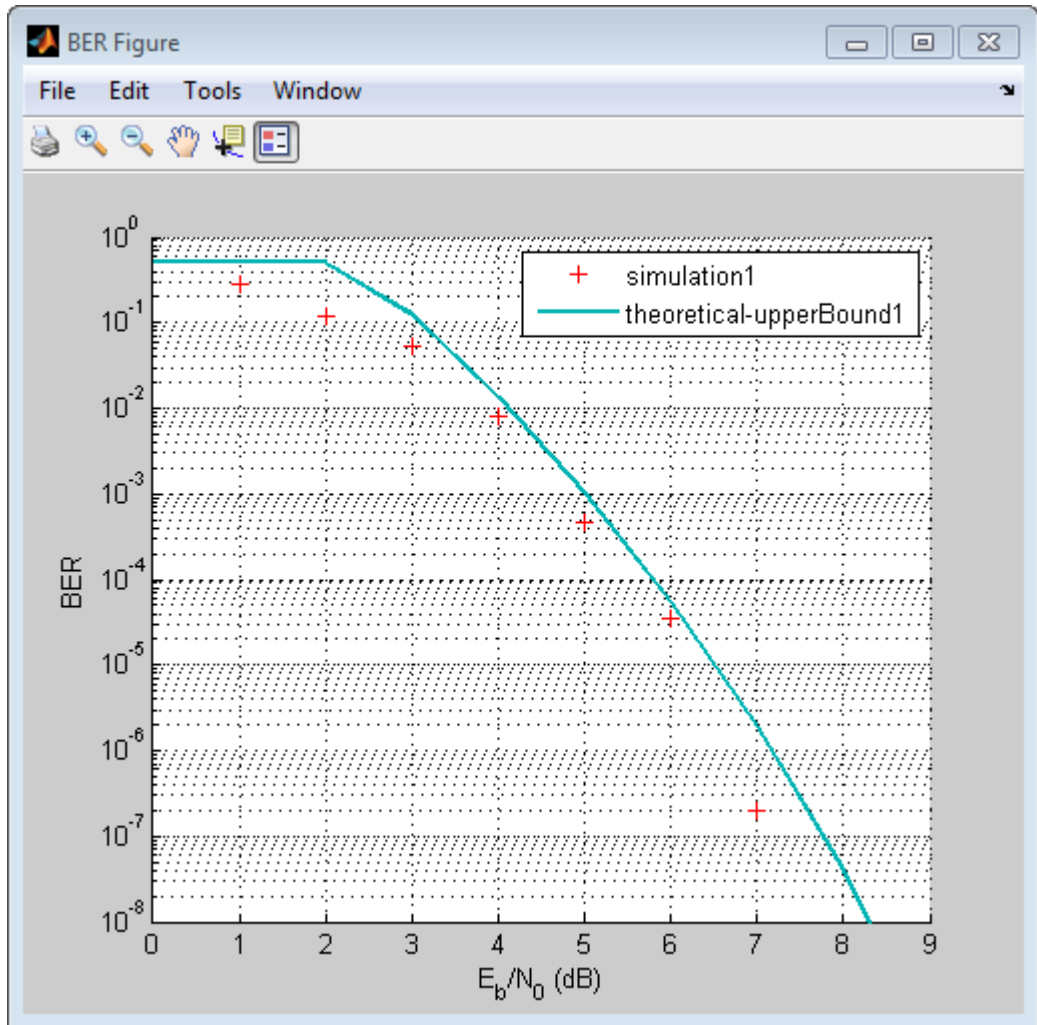 BER Figure
File Edit Tools Window
10^0
10^-1
10^-2
10^-3
10^-4
10^-5
10^-6
10^-7
10^-8
BER
simulation1
theoretical-upperBound1
0 1 2 3 4 5 6 7 8 9
E_b/N_0 (dB)